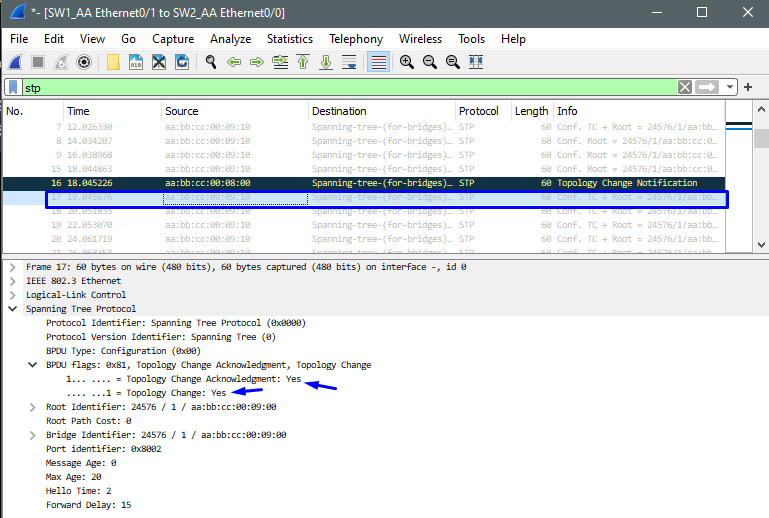 *- [SW1_AA Ethernet0/1 to SW2_AA Ethernet0/0]
File Edit View Go Capture Analyze Statistics Telephony Wireless Tools Help
stp
No. Time Source Destination Protocol Length Info
7 12.026330 aa:bb:cc:00:09:10 Spanning-tree-(for-bridges)… STP 60 Conf. TC + Root = 24576/1/aa:bb…
8 14.034207 aa:bb:cc:00:09:10 Spanning-tree-(for-bridges)… STP 60 Conf. Root = 24576/1/aa:bb:cc:0…
9 16.038968 aa:bb:cc:00:09:10 Spanning-tree-(for-bridges)… STP 60 Conf. Root = 24576/1/aa:bb:cc:0…
15 18.044863 aa:bb:cc:00:09:10 Spanning-tree-(for-bridges)… STP 60 Conf. Root = 24576/1/aa:bb:cc:0…
16 18.045226 aa:bb:cc:00:08:00 Spanning-tree-(for-bridges)… STP 60 Topology Change Notification
17 19.045676 aa:bb:cc:00:09:10 Spanning-tree-(for-bridges)… STP 60 Conf. TC + Root = 24576/1/aa:bb…
18 20.051835 aa:bb:cc:00:09:10 Spanning-tree-(for-bridges)… STP 60 Conf. TC + Root = 24576/1/aa:bb…
19 22.053070 aa:bb:cc:00:09:10 Spanning-tree-(for-bridges)… STP 60 Conf. TC + Root = 24576/1/aa:bb…
20 24.061719 aa:bb:cc:00:09:10 Spanning-tree-(for-bridges)… STP 60 Conf. TC + Root = 24576/1/aa:bb…
Frame 17: 60 bytes on wire (480 bits), 60 bytes captured (480 bits) on interface -, id 0
IEEE 802.3 Ethernet
Logical-Link Control
Spanning Tree Protocol
Protocol Identifier: Spanning Tree Protocol (0x0000)
Protocol Version Identifier: Spanning Tree (0)
BPDU Type: Configuration (0x00)
BPDU flags: 0x81, Topology Change Acknowledgment, Topology Change
1... .... = Topology Change Acknowledgment: Yes
.... ...1 = Topology Change: Yes
Root Identifier: 24576 / 1 / aa:bb:cc:00:09:00
Root Path Cost: 0
Bridge Identifier: 24576 / 1 / aa:bb:cc:00:09:00
Port identifier: 0x8002
Message Age: 0
Max Age: 20
Hello Time: 2
Forward Delay: 15